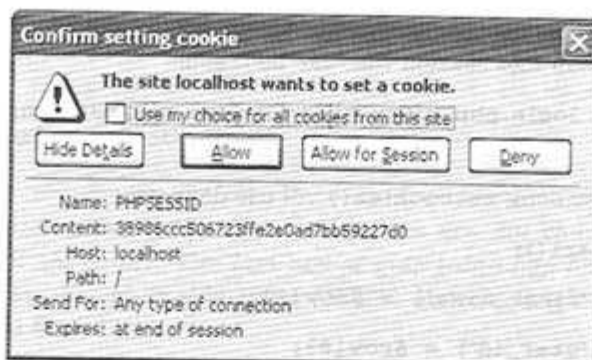 Confirm setting cookie
The site localhost wants to set a cookie.
Use my choice for all cookies from this site
Hide Details Allow Allow for Session Deny
Name: PHPSESSID
Content: 38986ccc506723ffe2e0ad7bb59227d0
Host: localhost
Path: /
Send For: Any type of connection
Expires: at end of session